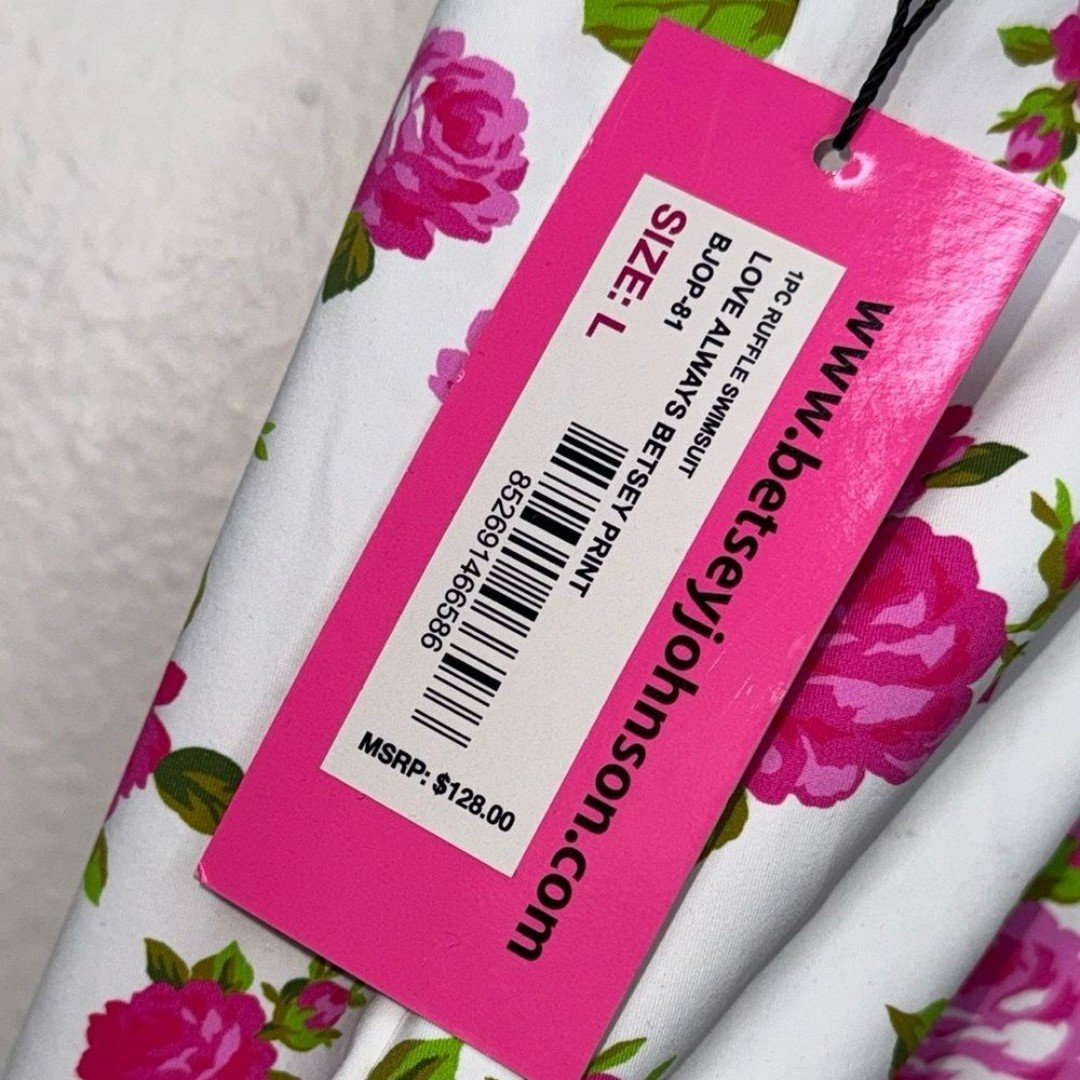 www.betseyjohnson.com
1PC RUFFLE SWIMSUIT
LOVE ALWAYS BETSEY PRINT
BJOP-81
SIZE: L
852691466586
MSRP: $128.00